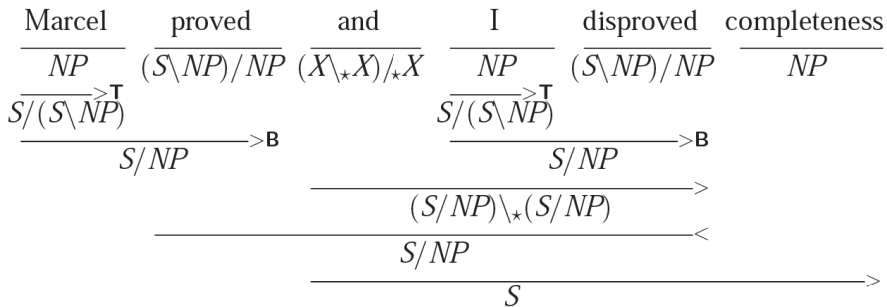 Marcel proved and I disproved completeness
NP (S\NP)/NP (X\⋆X)/⋆X NP (S\NP)/NP NP
>T >T
S/(S\NP) S/(S\NP)
>B >B
S/NP S/NP
>
(S/NP)\⋆(S/NP)
<
S/NP
>
S